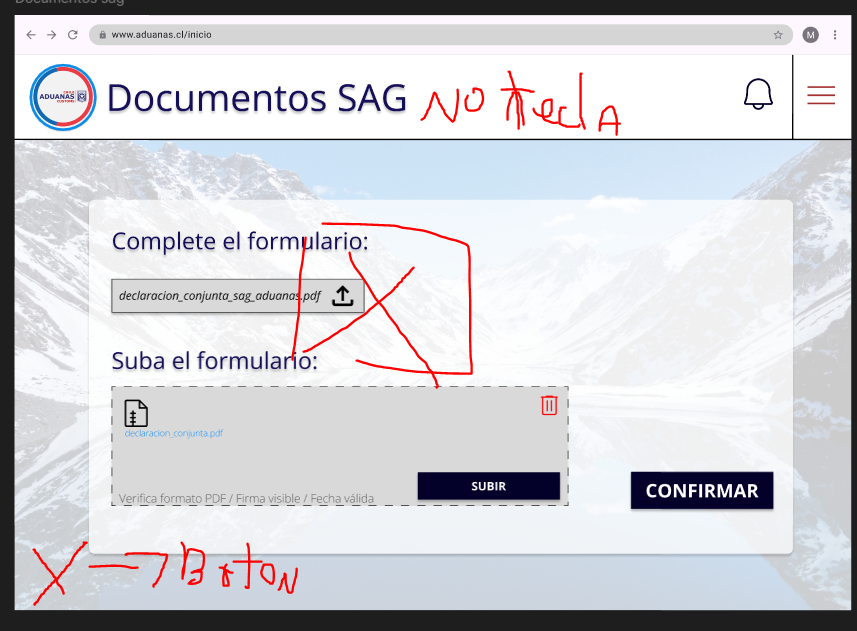 Documentos sag
www.aduanas.cl/inicio
M
ADUANAS
Documentos SAG
NO tecla
Complete el formulario:
declaracion_conjunta_sag_aduanas.pdf
Suba el formulario:
declaracion_conjunta.pdf
SUBIR
Verifica formato PDF / Firma visible / Fecha válida
CONFIRMAR
X → Boton